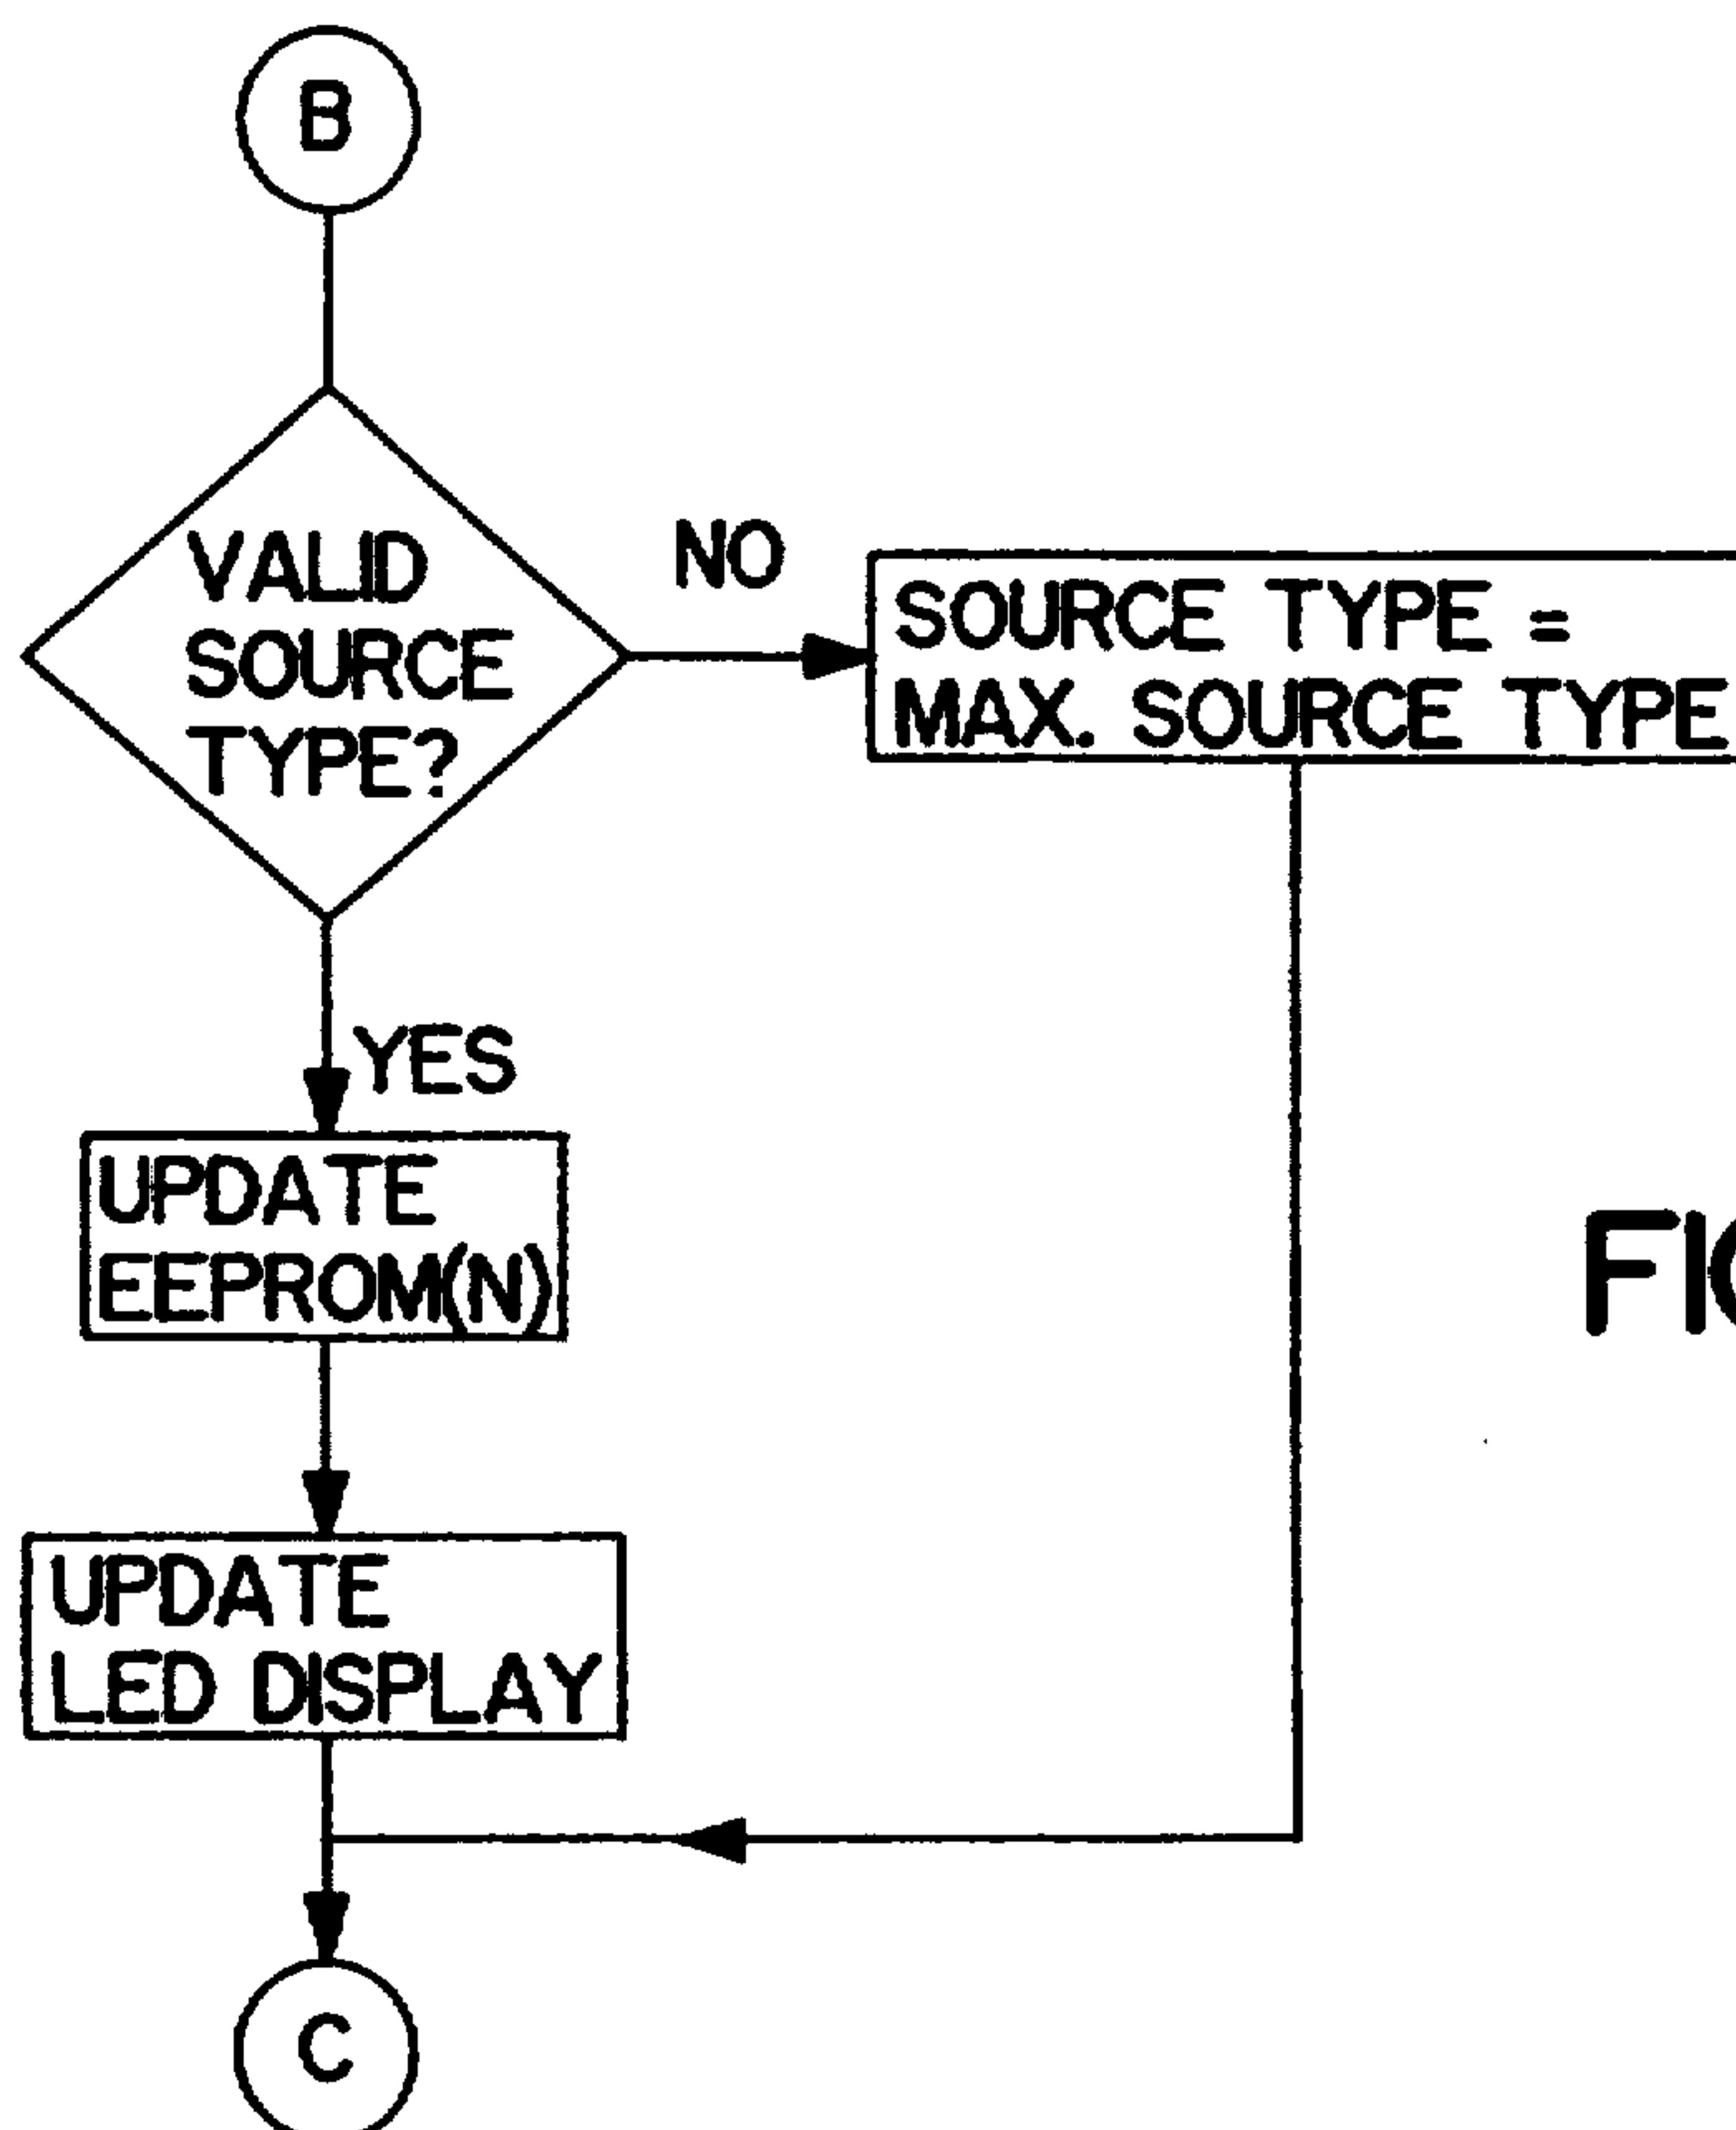 B
VALID
SOURCE
TYPE?
NO
SOURCE TYPE =
MAX. SOURCE TYPE
YES
UPDATE
EEPROM(N)
UPDATE
LED DISPLAY
C